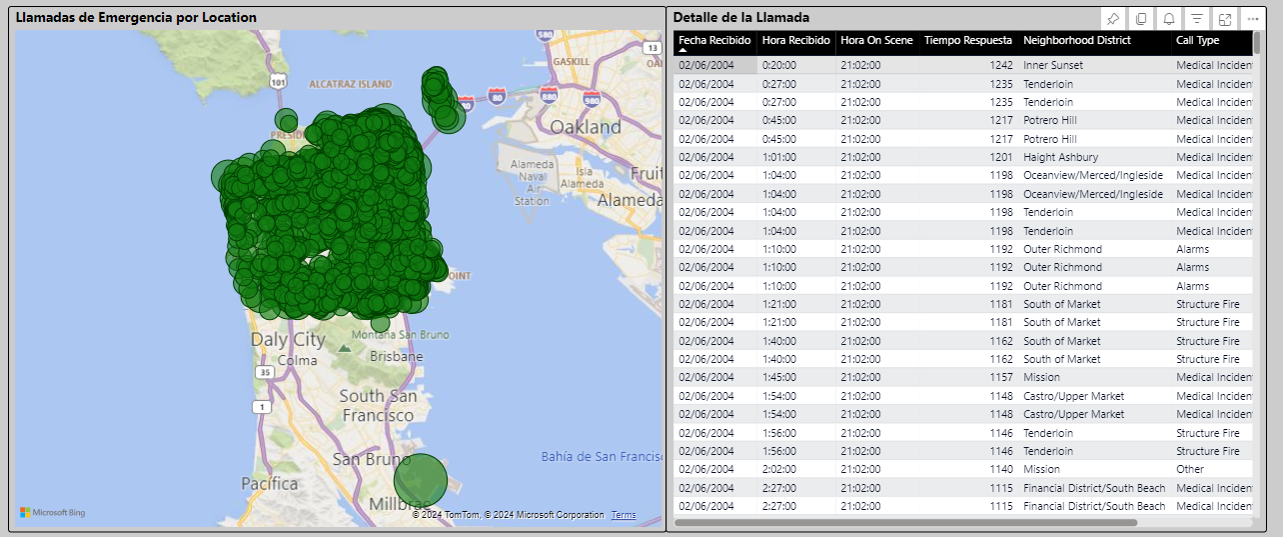 Llamadas de Emergencia por Location
580
13
GASKILL
101
ALCATRAZ ISLAND
80
880
980
Oakland
Alameda
Naval
Air
Station
Isla
Alameda
Fruit
Alameda
OINT
Montana San Bruno
Daly City
Colma
Brisbane
35
1
South San
Francisco
San Bruno
Bahía de San Francisc
Pacífica
Millbrae
Microsoft Bing
© 2024 TomTom, © 2024 Microsoft Corporation Terms
Detalle de la Llamada
Fecha Recibido Hora Recibido Hora On Scene Tiempo Respuesta Neighborhood District Call Type
02/06/2004 0:20:00 21:02:00 1242 Inner Sunset Medical Inciden
02/06/2004 0:27:00 21:02:00 1235 Tenderloin Medical Inciden
02/06/2004 0:27:00 21:02:00 1235 Tenderloin Medical Inciden
02/06/2004 0:45:00 21:02:00 1217 Potrero Hill Medical Inciden
02/06/2004 0:45:00 21:02:00 1217 Potrero Hill Medical Inciden
02/06/2004 1:01:00 21:02:00 1201 Haight Ashbury Medical Inciden
02/06/2004 1:04:00 21:02:00 1198 Oceanview/Merced/Ingleside Medical Inciden
02/06/2004 1:04:00 21:02:00 1198 Oceanview/Merced/Ingleside Medical Inciden
02/06/2004 1:04:00 21:02:00 1198 Tenderloin Medical Inciden
02/06/2004 1:04:00 21:02:00 1198 Tenderloin Medical Inciden
02/06/2004 1:10:00 21:02:00 1192 Outer Richmond Alarms
02/06/2004 1:10:00 21:02:00 1192 Outer Richmond Alarms
02/06/2004 1:10:00 21:02:00 1192 Outer Richmond Alarms
02/06/2004 1:21:00 21:02:00 1181 South of Market Structure Fire
02/06/2004 1:21:00 21:02:00 1181 South of Market Structure Fire
02/06/2004 1:40:00 21:02:00 1162 South of Market Structure Fire
02/06/2004 1:40:00 21:02:00 1162 South of Market Structure Fire
02/06/2004 1:45:00 21:02:00 1157 Mission Medical Inciden
02/06/2004 1:54:00 21:02:00 1148 Castro/Upper Market Medical Inciden
02/06/2004 1:54:00 21:02:00 1148 Castro/Upper Market Medical Inciden
02/06/2004 1:56:00 21:02:00 1146 Tenderloin Structure Fire
02/06/2004 1:56:00 21:02:00 1146 Tenderloin Structure Fire
02/06/2004 2:02:00 21:02:00 1140 Mission Other
02/06/2004 2:27:00 21:02:00 1115 Financial District/South Beach Medical Inciden
02/06/2004 2:27:00 21:02:00 1115 Financial District/South Beach Medical Inciden